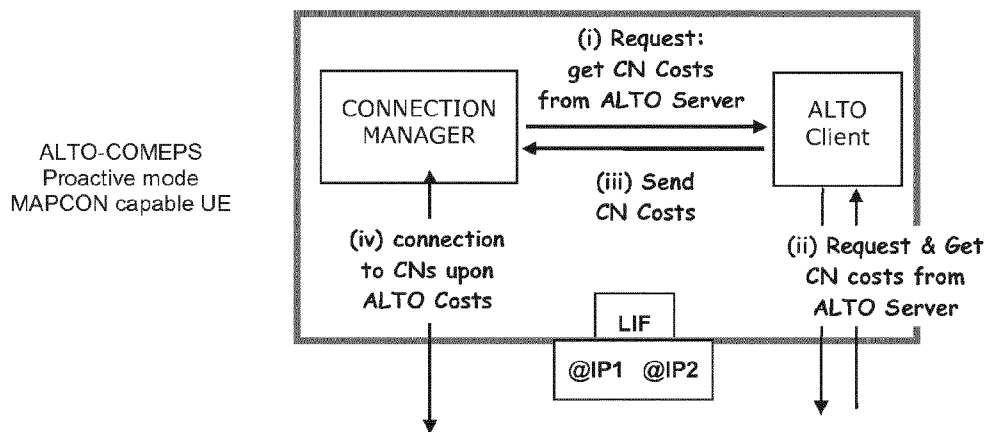 ALTO-COMEPS
Proactive mode
MAPCON capable UE
CONNECTION
MANAGER
(i) Request:
get CN Costs
from ALTO Server
ALTO
Client
(iii) Send
CN Costs
(iv) connection
to CNs upon
ALTO Costs
(ii) Request & Get
CN costs from
ALTO Server
LIF
@IP1 @IP2